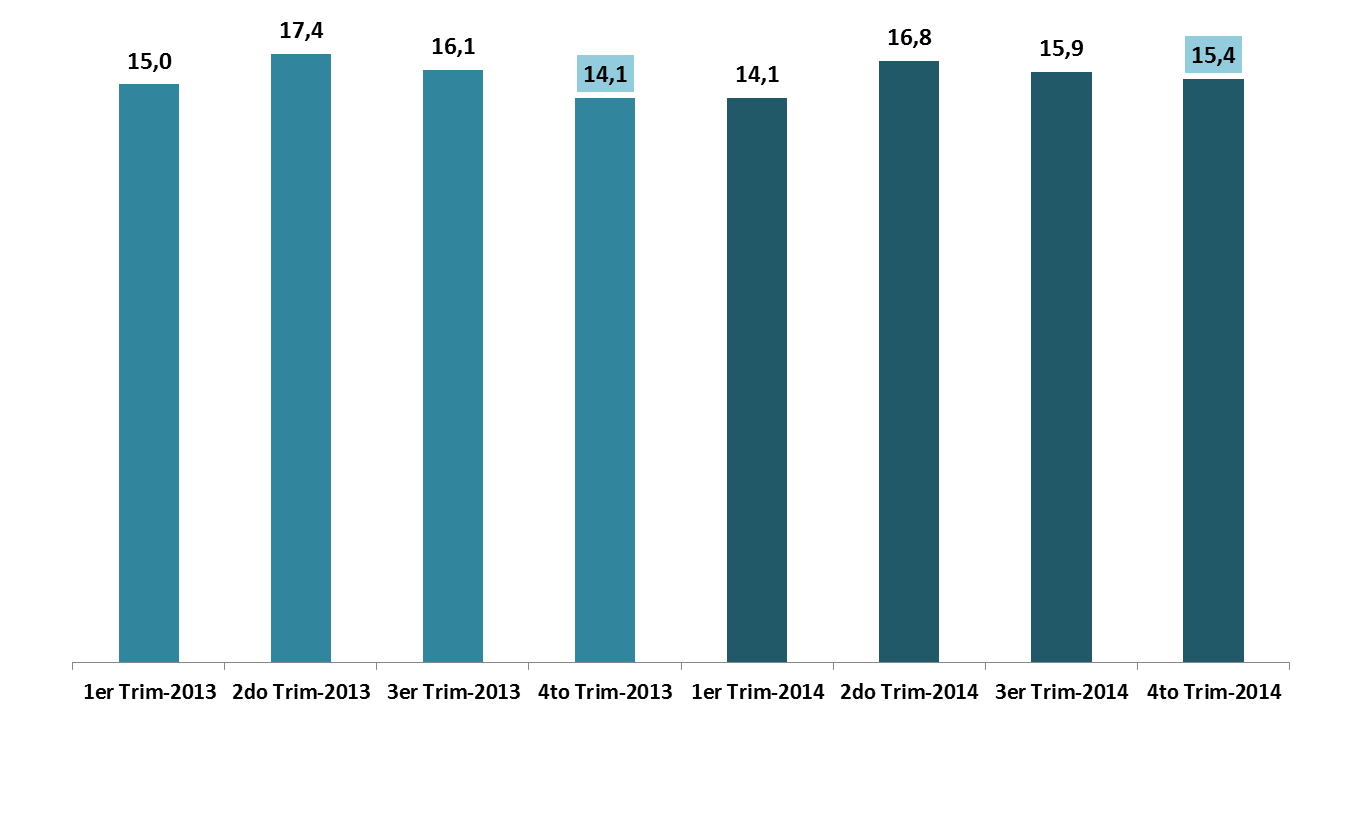 15,0
17,4
16,1
14,1
14,1
16,8
15,9
15,4
1er Trim-2013
2do Trim-2013
3er Trim-2013
4to Trim-2013
1er Trim-2014
2do Trim-2014
3er Trim-2014
4to Trim-2014